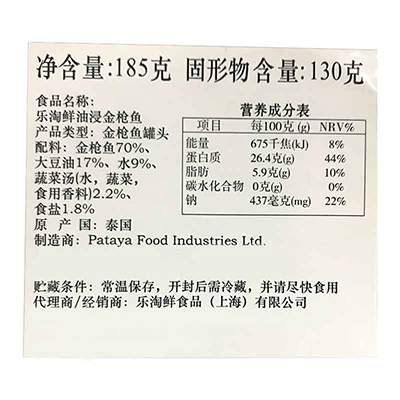 净含量:185克 固形物含量:130克
食品名称:
乐淘鲜油浸金枪鱼
产品类型:金枪鱼罐头
配料:金枪鱼70%,
大豆油17%, 水9%,
蔬菜汤(水, 蔬菜,
食用香料)2.2%,
食盐1.8%
原 产 国:泰国
制造商:Pataya Food Industries Ltd.
营养成分表
项目 每100克(g) NRV%
能量 675千焦(kJ) 8%
蛋白质 26.4克(g) 44%
脂肪 5.9克(g) 10%
碳水化合物 0克(g) 0%
钠 437毫克(mg) 22%
贮藏条件:常温保存,开封后需冷藏,并请尽快食用
代理商/经销商:乐淘鲜食品(上海)有限公司